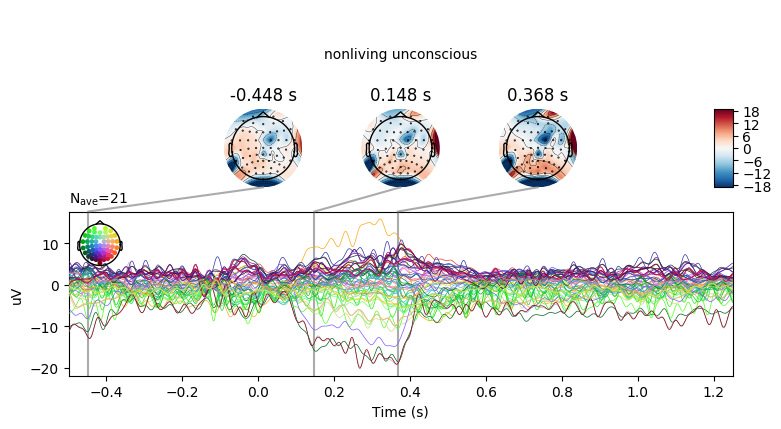 nonliving unconscious
-0.448 s 0.148 s 0.368 s
18
12
6
0
−6
−12
−18
Nave=21
10
0
−10
−20
uV
−0.4 −0.2 0.0 0.2 0.4 0.6 0.8 1.0 1.2
Time (s)